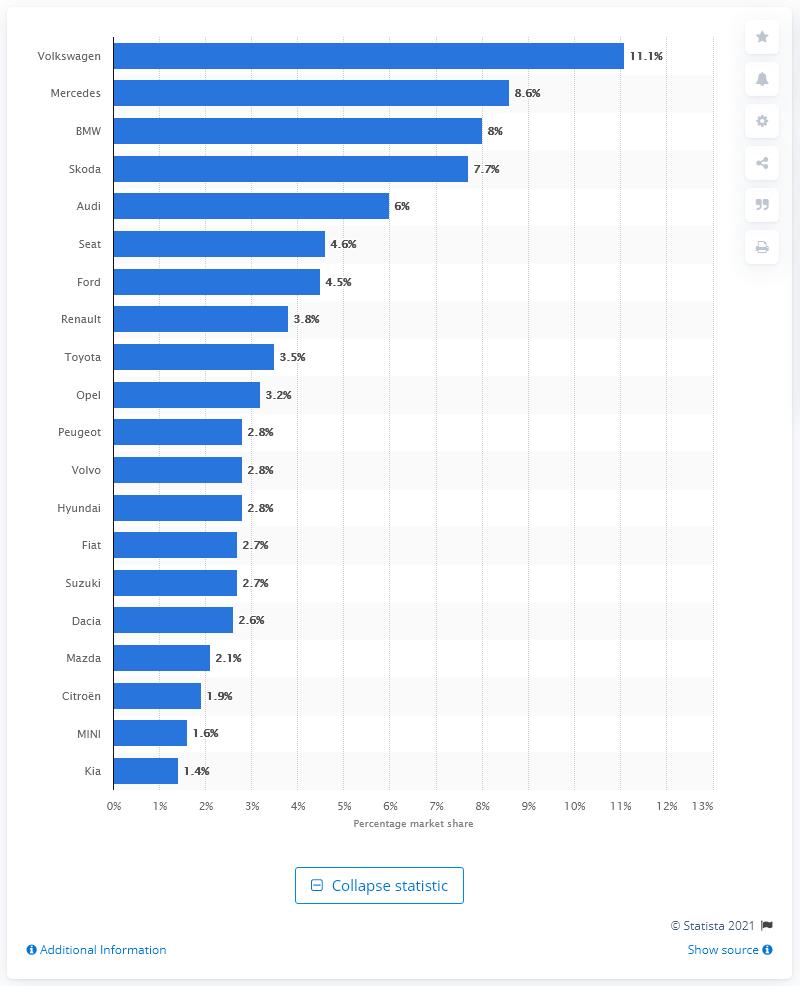 Volkswagen 11.1%
Mercedes 8.6%
BMW 8%
Skoda 7.7%
Audi 6%
Seat 4.6%
Ford 4.5%
Renault 3.8%
Toyota 3.5%
Opel 3.2%
Peugeot 2.8%
Volvo 2.8%
Hyundai 2.8%
Fiat 2.7%
Suzuki 2.7%
Dacia 2.6%
Mazda 2.1%
Citroën 1.9%
MINI 1.6%
Kia 1.4%
0% 1% 2% 3% 4% 5% 6% 7% 8% 9% 10% 11% 12% 13%
Percentage market share
Collapse statistic
© Statista 2021
Additional Information Show source